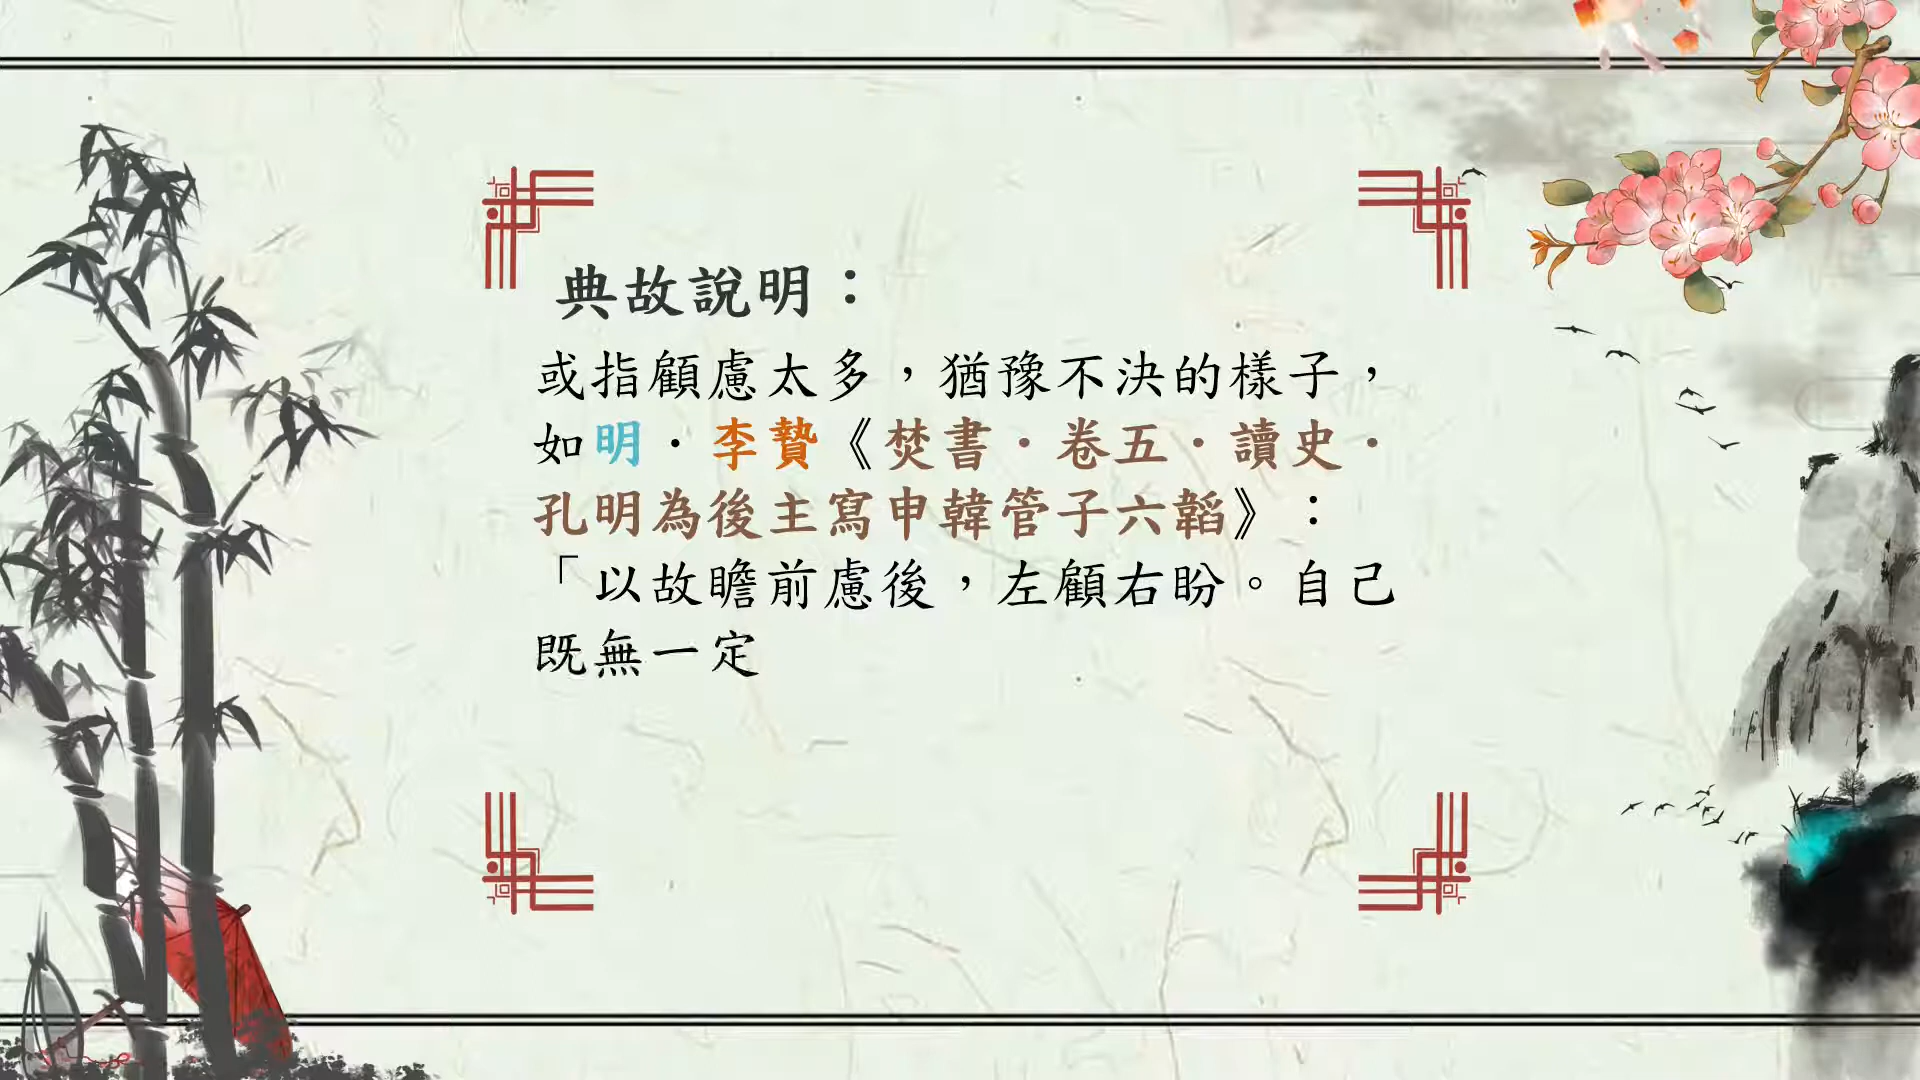 典故說明：
或指顧慮太多，猶豫不決的樣子，
如明．李贄《焚書．卷五．讀史．
孔明為後主寫申韓管子六韜》：
「以故瞻前慮後，左顧右盼。自己
既無一定